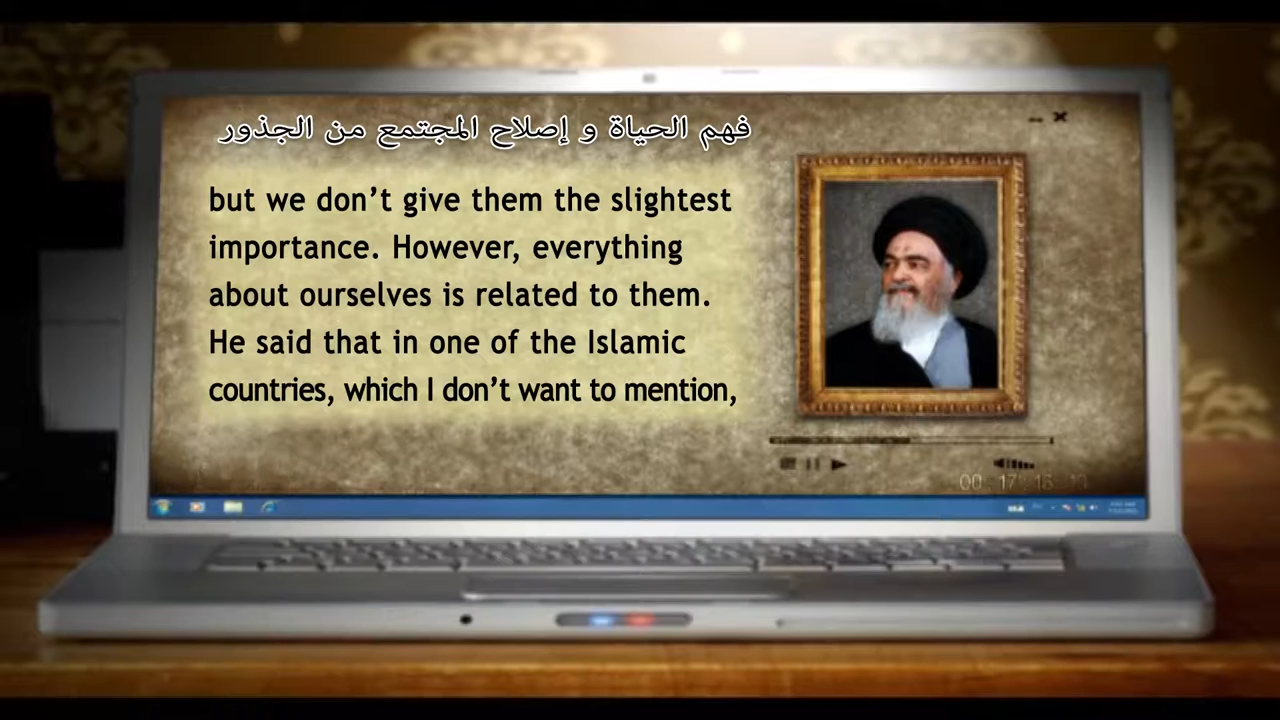 فهم الحياة و إصلاح المجتمع من الجذور
but we don't give them the slightest
importance. However, everything
about ourselves is related to them.
He said that in one of the Islamic
countries, which I don't want to mention,